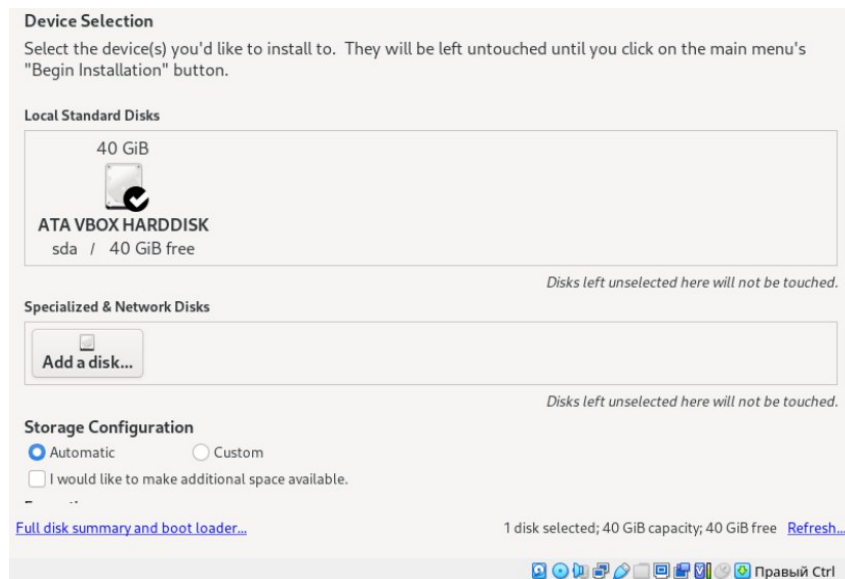 Device Selection
Select the device(s) you'd like to install to.  They will be left untouched until you click on the main menu's
"Begin Installation" button.
Local Standard Disks
40 GiB
ATA VBOX HARDDISK
sda / 40 GiB free
Disks left unselected here will not be touched.
Specialized & Network Disks
Add a disk...
Disks left unselected here will not be touched.
Storage Configuration
Automatic Custom
I would like to make additional space available.
Full disk summary and boot loader... 1 disk selected; 40 GiB capacity; 40 GiB free Refresh...
Правый Ctrl